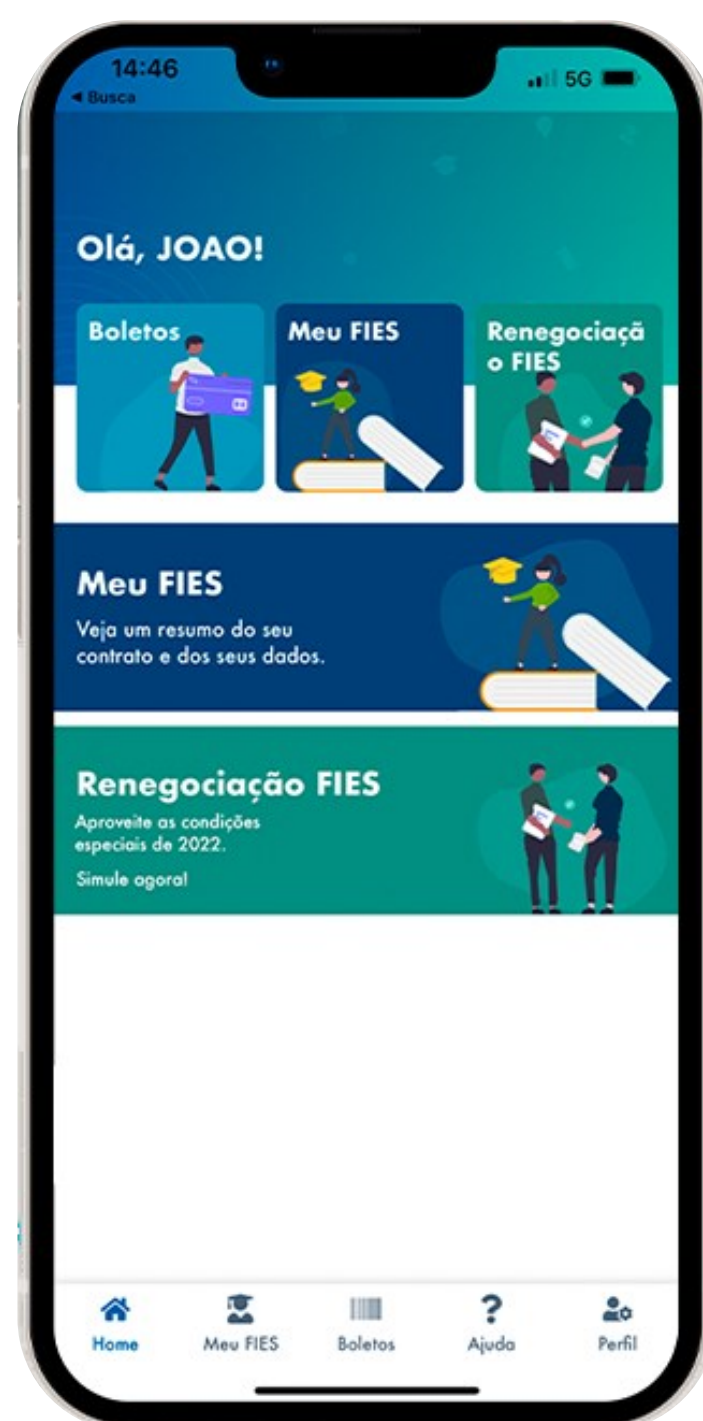 14:46
5G
◀ Busca
Olá, JOAO!
Boletos
Meu FIES
Renegociaçã
o FIES
Meu FIES
Veja um resumo do seu
contrato e dos seus dados.
Renegociação FIES
Aproveite as condições
especiais de 2022.
Simule agora!
Home
Meu FIES
Boletos
Ajuda
Perfil